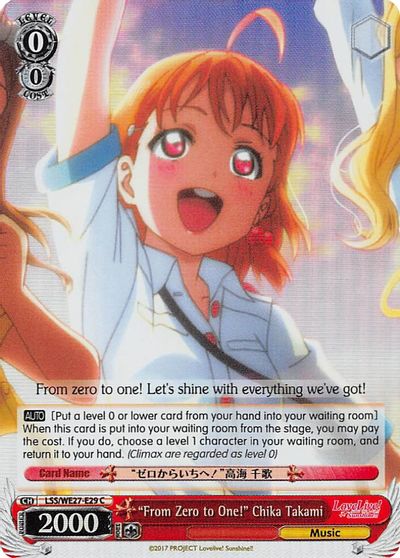 LEVEL
0
0
COST
From zero to one! Let's shine with everything we've got!
AUTO [Put a level 0 or lower card from your hand into your waiting room]
When this card is put into your waiting room from the stage, you may pay
the cost. If you do, choose a level 1 character in your waiting room, and
return it to your hand. (Climax are regarded as level 0)
Card Name
"ゼロからいちへ!"高海 千歌
CH LSS/WE27-E29 C
"From Zero to One!" Chika Takami
LoveLive!
Sunshine!!
POWER
2000
Music
©2017 PROJECT Lovelive! Sunshine!!